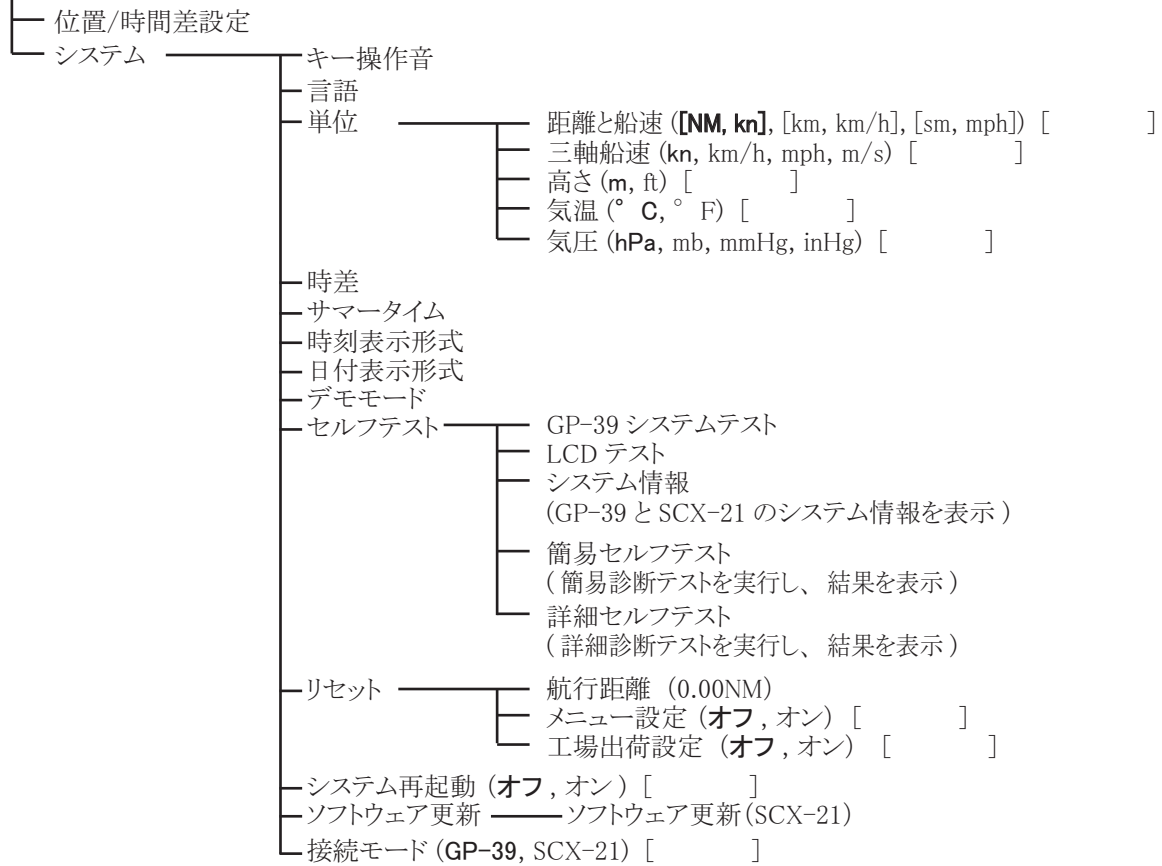 位置/時間差設定
システム
キー操作音
言語
単位
距離と船速 ([NM, kn], [km, km/h], [sm, mph]) [ ]
三軸船速 (kn, km/h, mph, m/s) [ ]
高さ (m, ft) [ ]
気温 (° C, ° F) [ ]
気圧 (hPa, mb, mmHg, inHg) [ ]
時差
サマータイム
時刻表示形式
日付表示形式
デモモード
セルフテスト
GP-39 システムテスト
LCD テスト
システム情報
(GP-39 と SCX-21 のシステム情報を表示 )
簡易セルフテスト
( 簡易診断テストを実行し、 結果を表示 )
詳細セルフテスト
( 詳細診断テストを実行し、 結果を表示 )
リセット
航行距離 (0.00NM)
メニュー設定 (オフ , オン) [ ]
工場出荷設定 (オフ , オン) [ ]
システム再起動 (オフ , オン ) [ ]
ソフトウェア更新
ソフトウェア更新(SCX-21)
接続モード (GP-39, SCX-21) [ ]